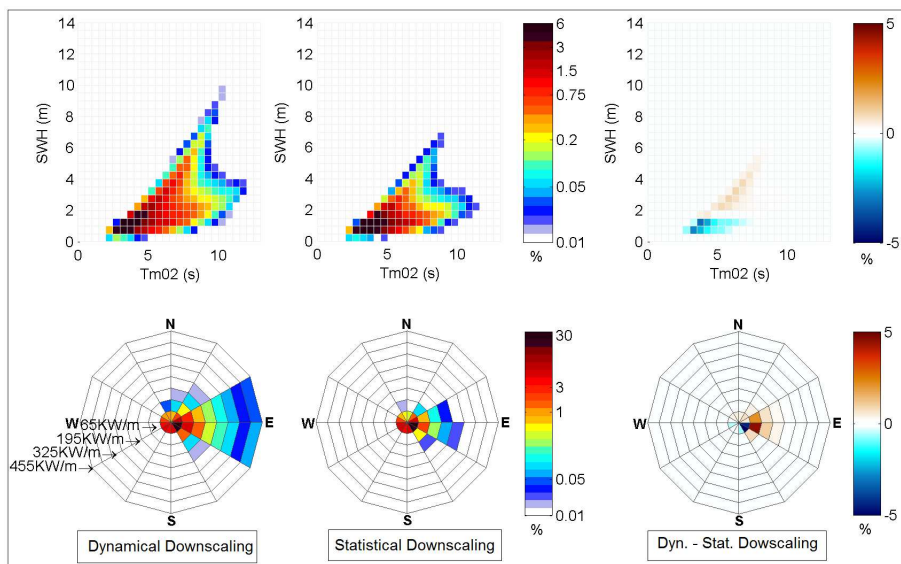 14
12
10
8
6
4
2
0
SWH (m)
0 5 10
Tm02 (s)
14
12
10
8
6
4
2
0
SWH (m)
0 5 10
Tm02 (s)
6
3
1.5
0.75
0.2
0.05
0.01
%
14
12
10
8
6
4
2
0
SWH (m)
0 5 10
Tm02 (s)
5
0
-5
%
N
W
E
S
65KW/m
195KW/m
325KW/m
455KW/m
Dynamical Downscaling
N
W
E
S
Statistical Downscaling
30
3
1
0.05
0.01
%
N
W
E
S
Dyn. - Stat. Dowscaling
5
0
-5
%